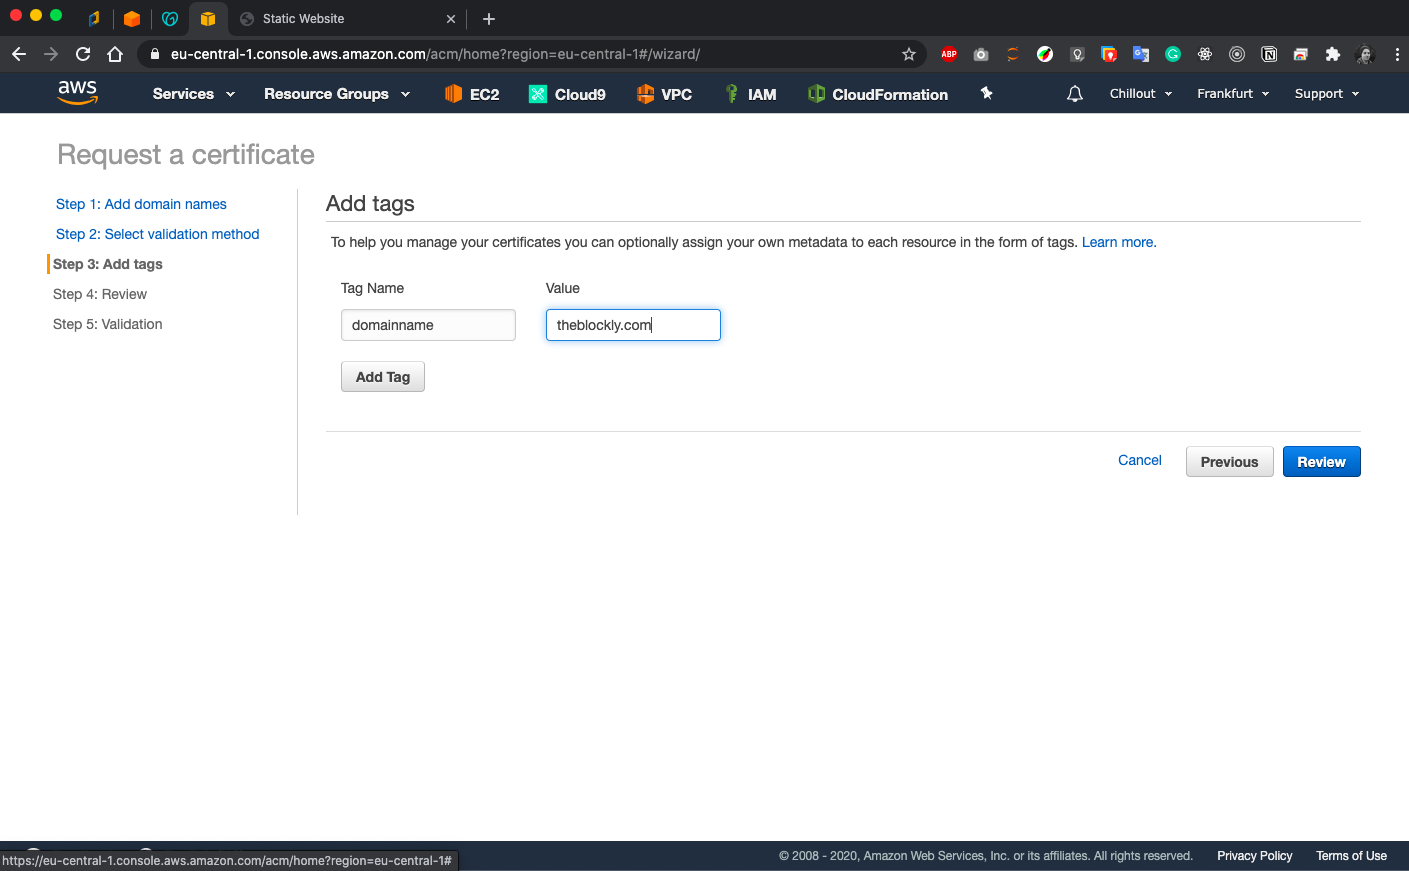 Static Website
eu-central-1.console.aws.amazon.com/acm/home?region=eu-central-1#/wizard/
ABP
aws
Services
Resource Groups
EC2
Cloud9
VPC
IAM
CloudFormation
Chillout
Frankfurt
Support
Request a certificate
Step 1: Add domain names
Step 2: Select validation method
Step 3: Add tags
Step 4: Review
Step 5: Validation
Add tags
To help you manage your certificates you can optionally assign your own metadata to each resource in the form of tags. Learn more.
Tag Name
Value
domainname
theblockly.com
Add Tag
Cancel
Previous
Review
https://eu-central-1.console.aws.amazon.com/acm/home?region=eu-central-1#
© 2008 - 2020, Amazon Web Services, Inc. or its affiliates. All rights reserved.
Privacy Policy
Terms of Use